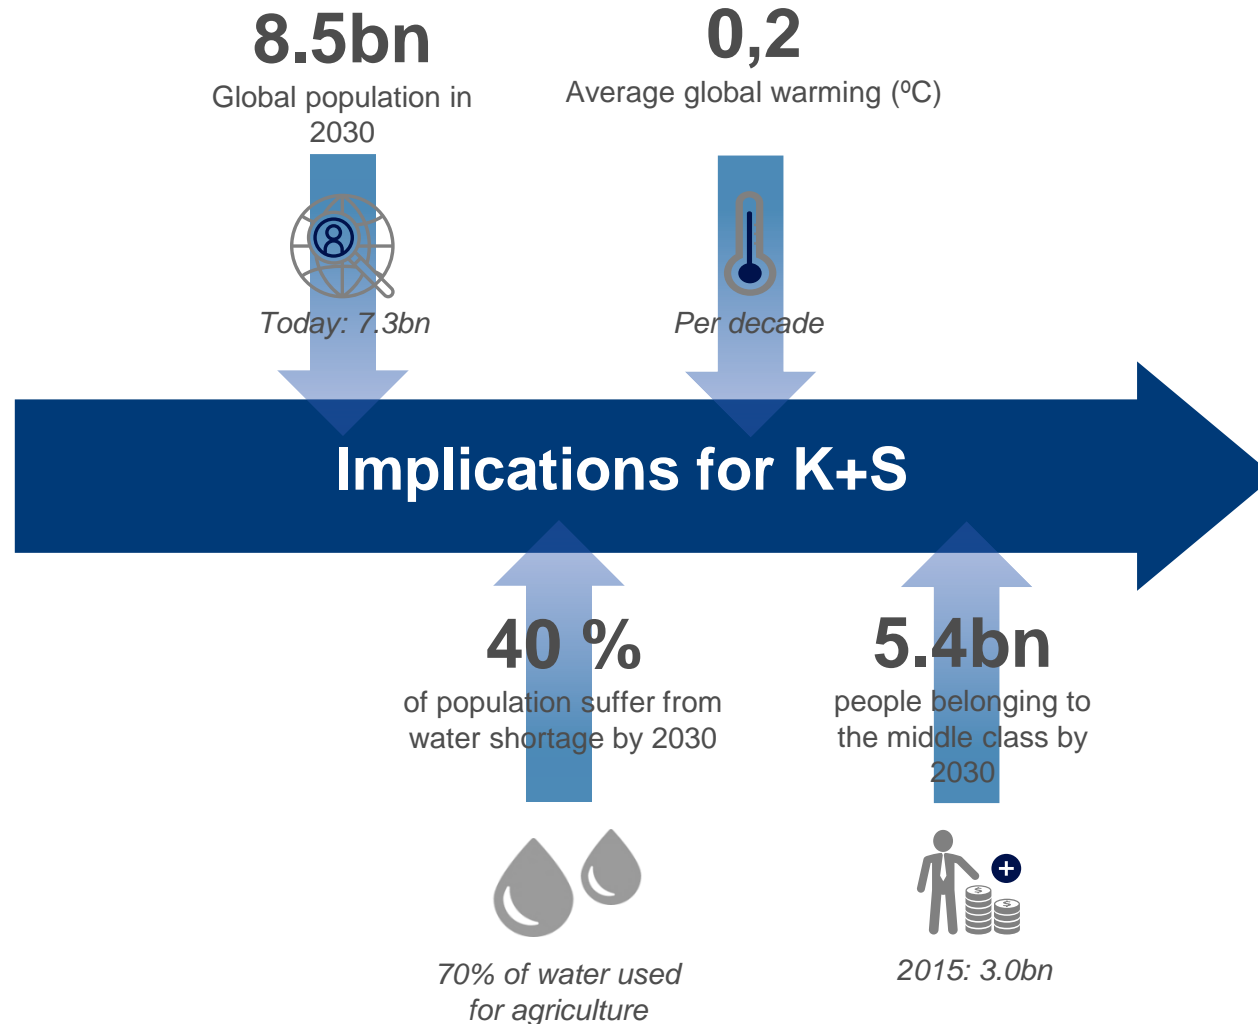 8.5bn
Global population in
2030
Today: 7.3bn
0,2
Average global warming (ºC)
Per decade
Implications for K+S
40 %
of population suffer from
water shortage by 2030
70% of water used
for agriculture
5.4bn
people belonging to
the middle class by
2030
$
$
2015: 3.0bn